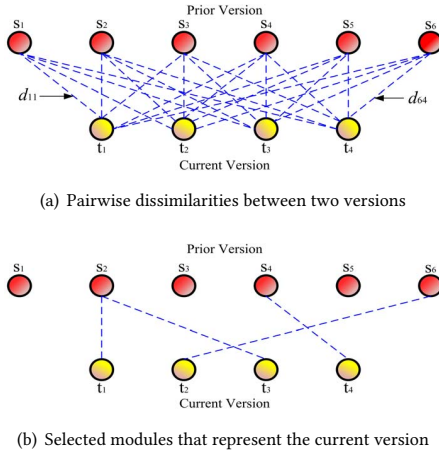 Prior Version
s1 s2 s3 s4 s5 s6
d11 d64
t1 t2 t3 t4
Current Version
(a) Pairwise dissimilarities between two versions
Prior Version
s1 s2 s3 s4 s5 s6
t1 t2 t3 t4
Current Version
(b) Selected modules that represent the current version